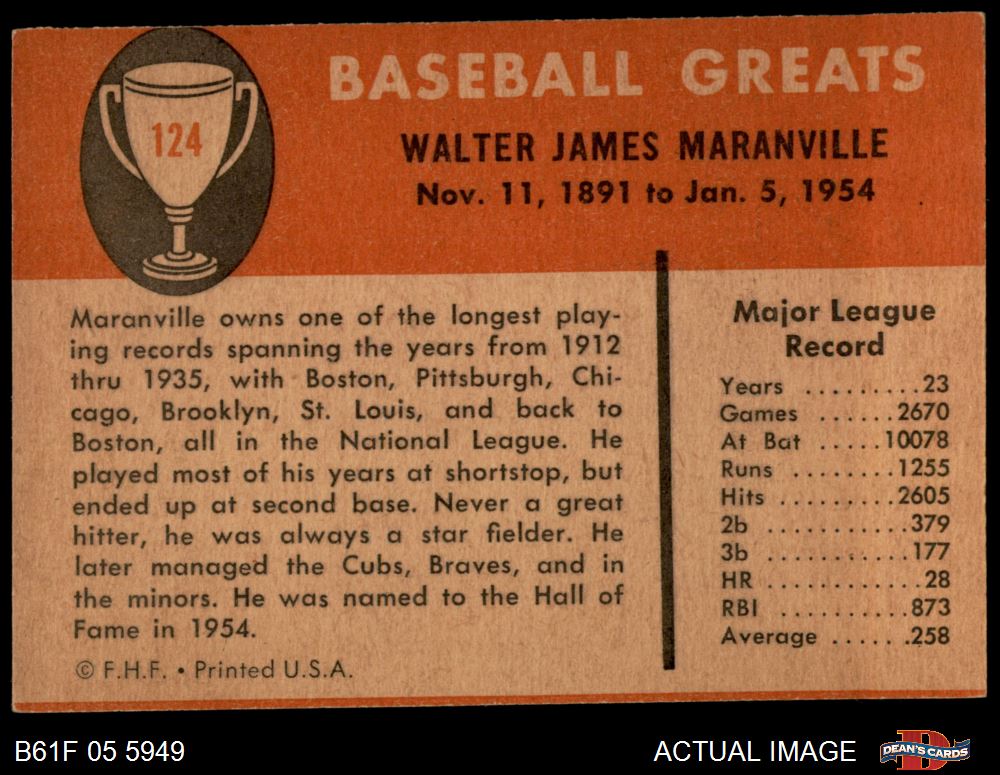 BASEBALL GREATS
124
WALTER JAMES MARANVILLE
Nov. 11, 1891 to Jan. 5, 1954
Maranville owns one of the longest play-
ing records spanning the years from 1912
thru 1935, with Boston, Pittsburgh, Chi-
cago, Brooklyn, St. Louis, and back to
Boston, all in the National League. He
played most of his years at shortstop, but
ended up at second base. Never a great
hitter, he was always a star fielder. He
later managed the Cubs, Braves, and in
the minors. He was named to the Hall of
Fame in 1954.
© F.H.F. • Printed U.S.A.
Major League
Record
Years .........23
Games ......2670
At Bat .....10078
Runs ........1255
Hits .........2605
2b ............379
3b ............177
HR ............28
RBI ...........873
Average ......258
B61F 05 5949
ACTUAL IMAGE
D
DEAN'S CARDS